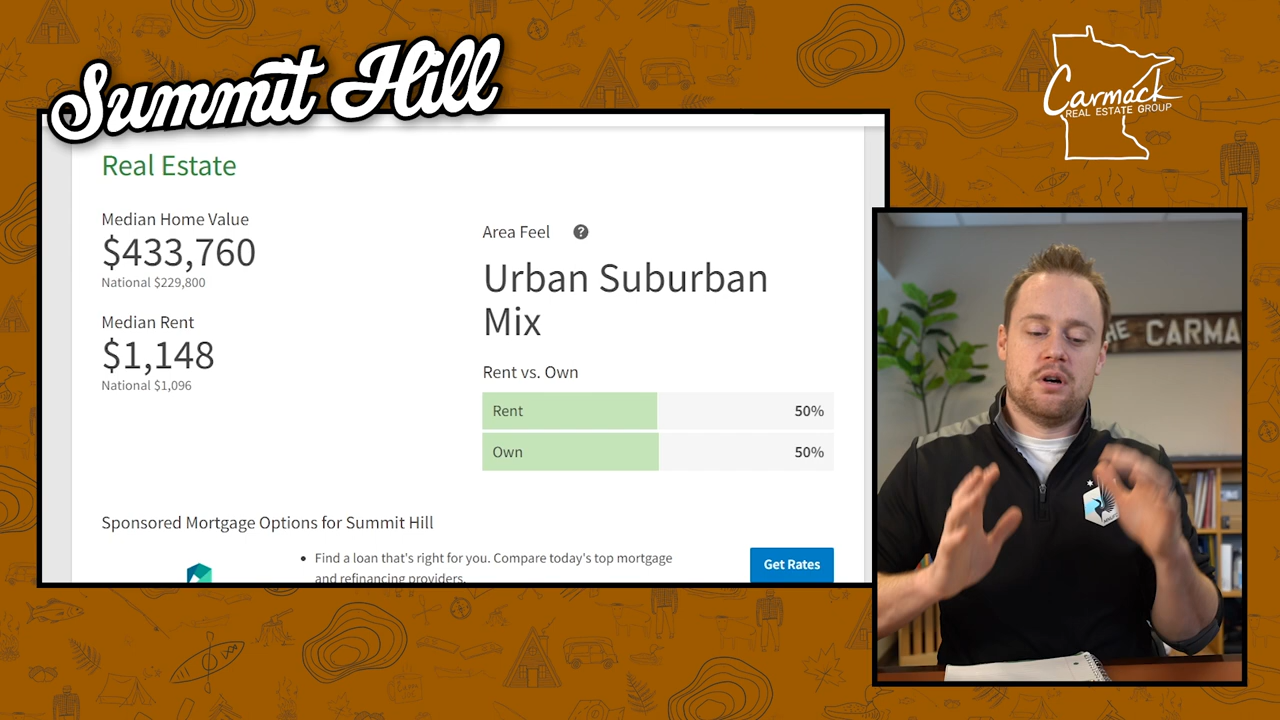 Summit Hill
Carmack
REAL ESTATE GROUP
Real Estate
Median Home Value
$433,760
National $229,800
Median Rent
$1,148
National $1,096
Area Feel ?
Urban Suburban
Mix
Rent vs. Own
Rent 50%
Own 50%
Sponsored Mortgage Options for Summit Hill
• Find a loan that's right for you. Compare today's top mortgage
and refinancing providers.
Get Rates
THE CARMA